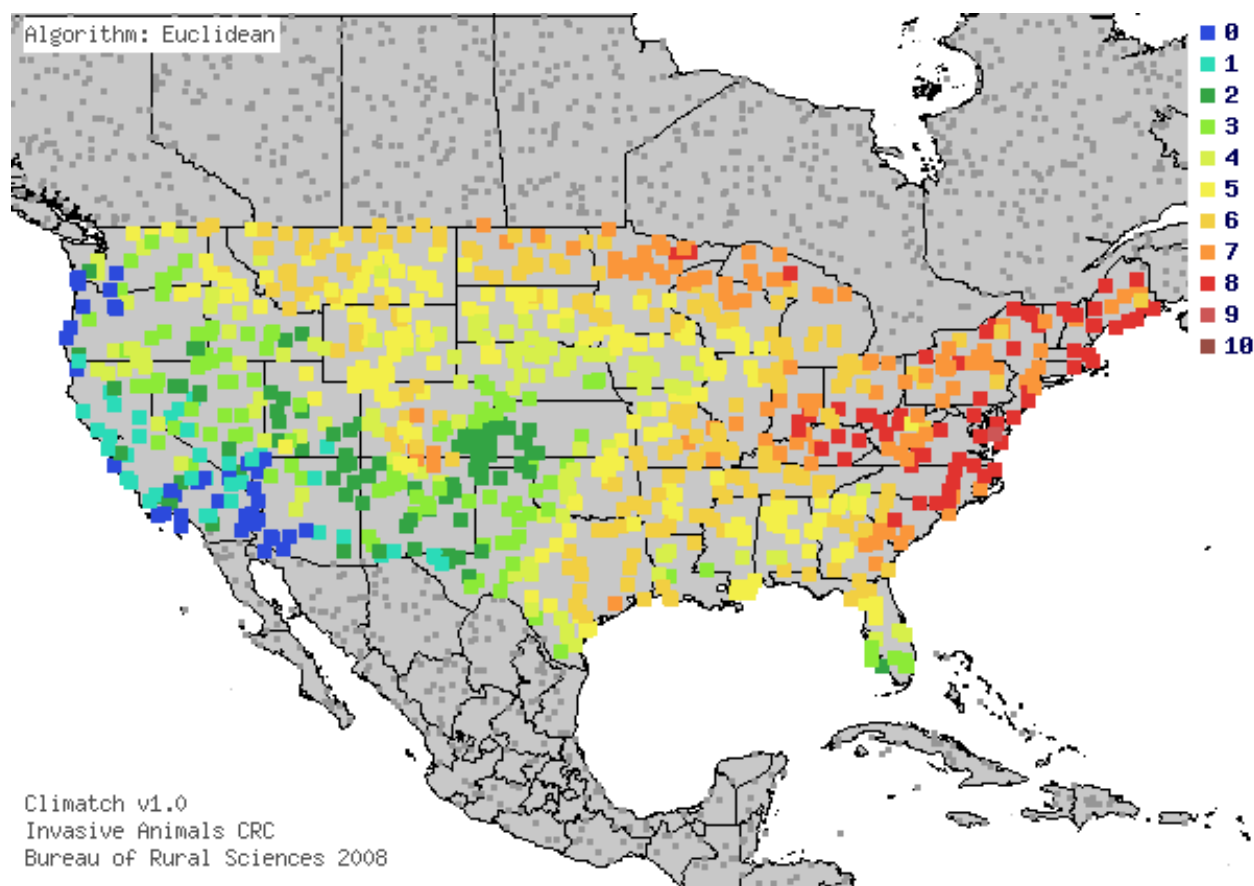 Algorithm: Euclidean
0
1
2
3
4
5
6
7
8
9
10
Climatch v1.0
Invasive Animals CRC
Bureau of Rural Sciences 2008